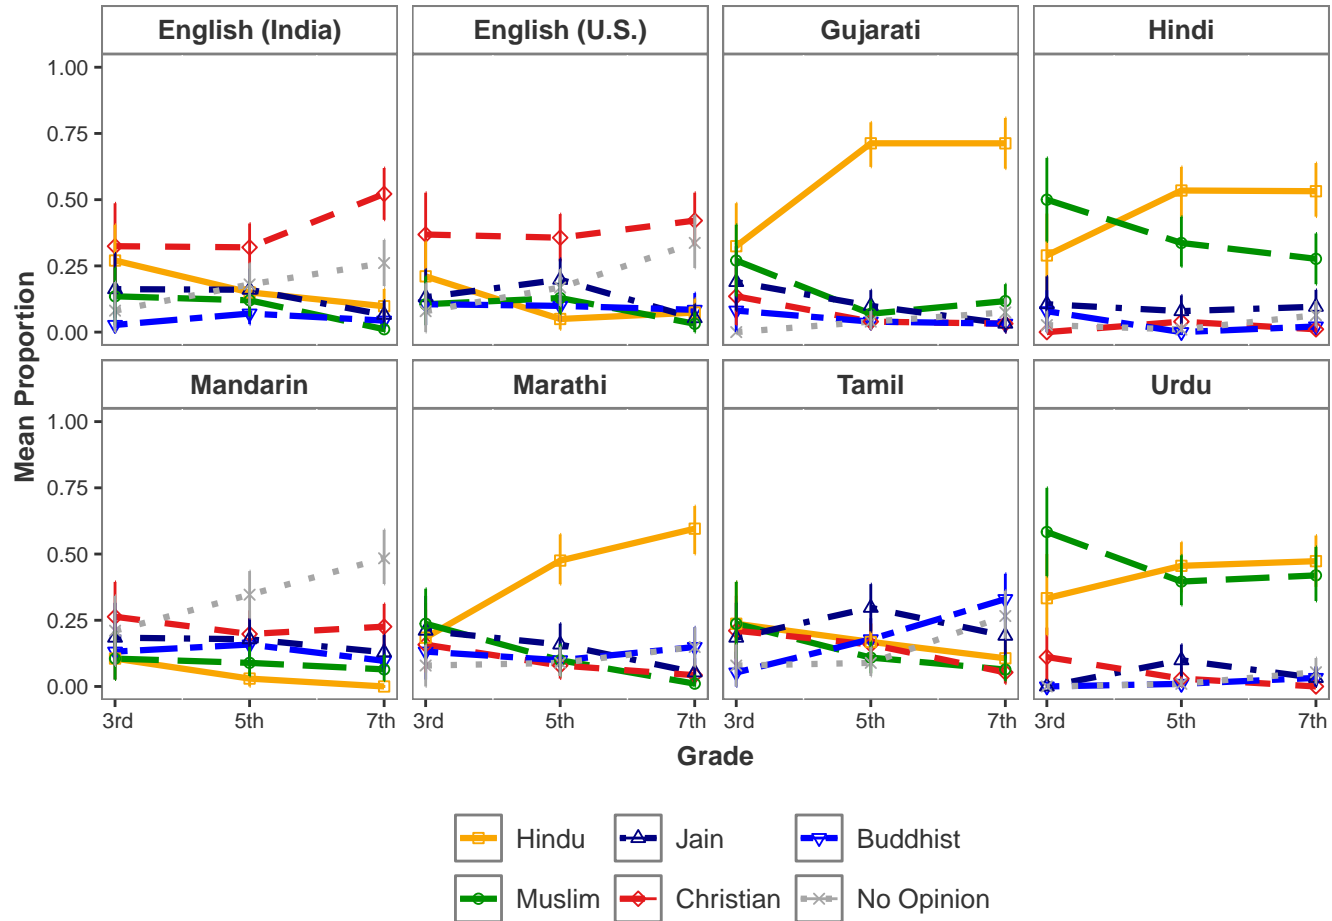 English (India) English (U.S.) Gujarati Hindi
1.00
0.75
0.50
0.25
0.00
Mandarin Marathi Tamil Urdu
1.00
0.75
0.50
0.25
0.00
Mean Proportion
3rd 5th 7th 3rd 5th 7th 3rd 5th 7th 3rd 5th 7th
Grade
Hindu Jain Buddhist
Muslim Christian No Opinion